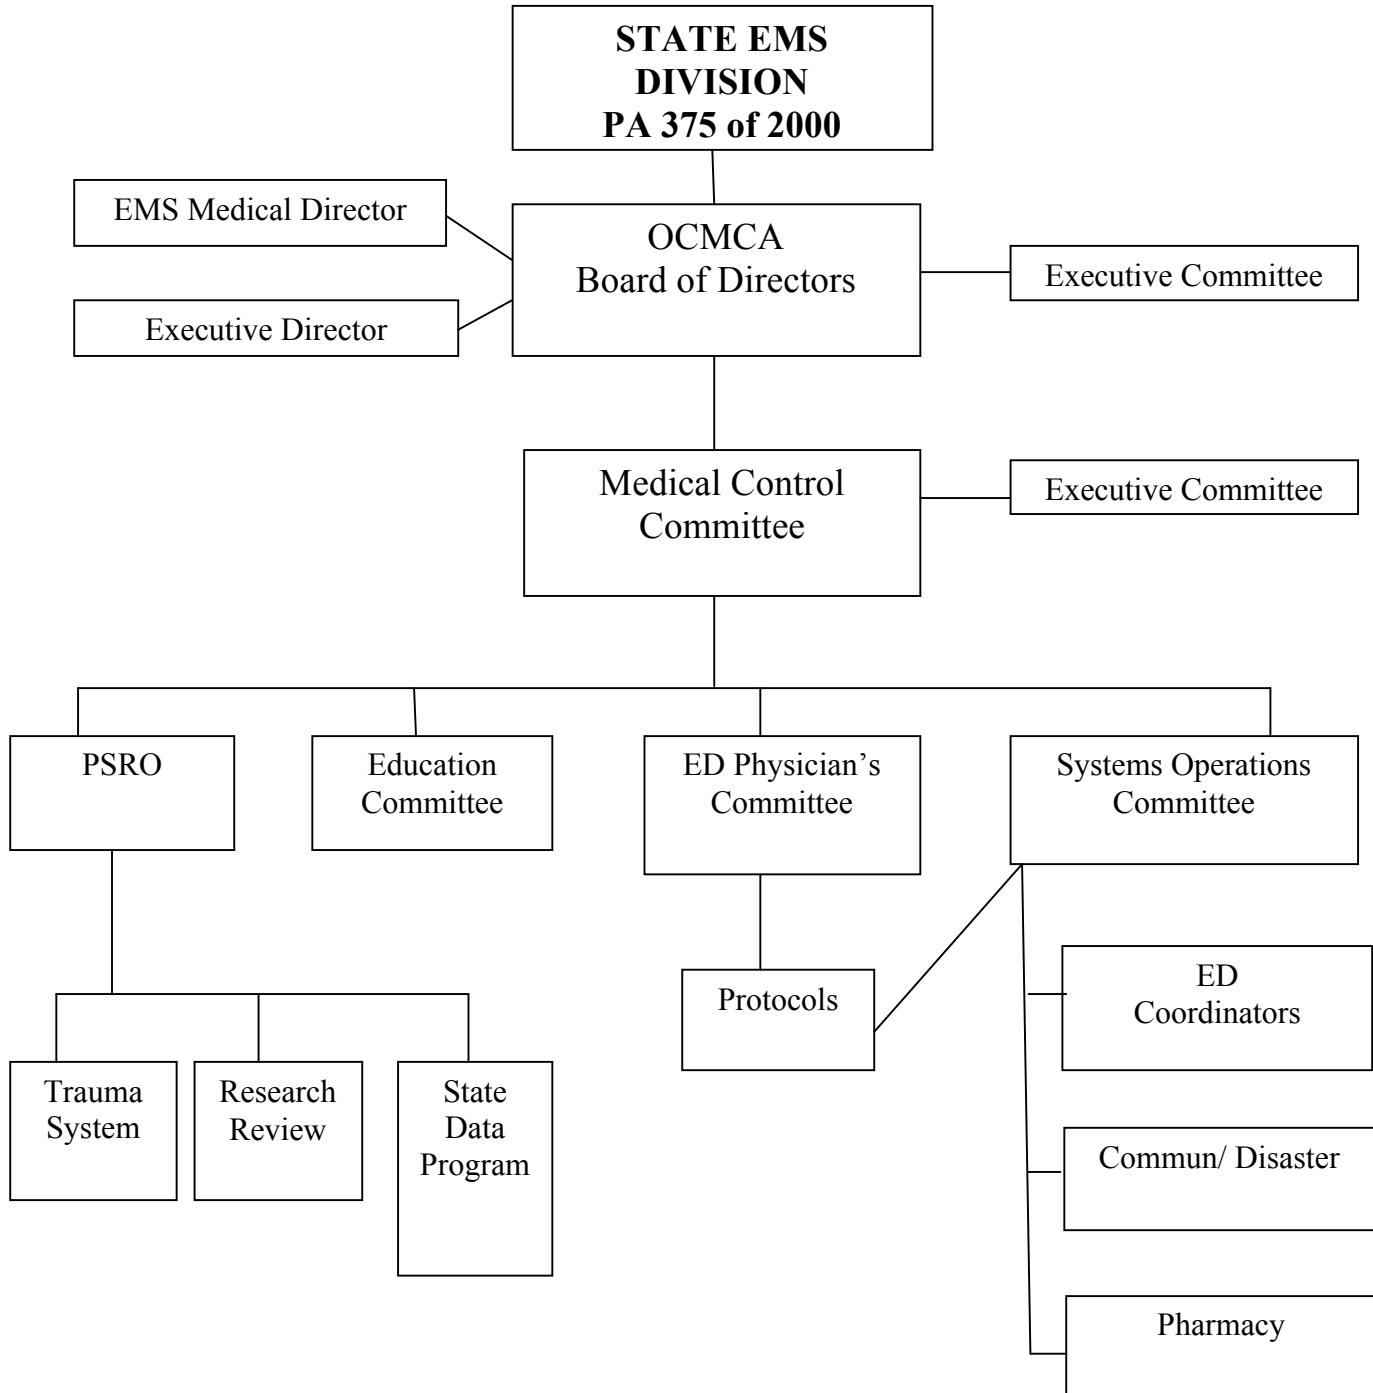 STATE EMS
DIVISION
PA 375 of 2000
EMS Medical Director
OCMCA
Board of Directors
Executive Committee
Executive Director
Medical Control
Committee
Executive Committee
PSRO
Education
Committee
ED Physician’s
Committee
Systems Operations
Committee
Protocols
ED
Coordinators
Trauma
System
Research
Review
State
Data
Program
Commun/ Disaster
Pharmacy